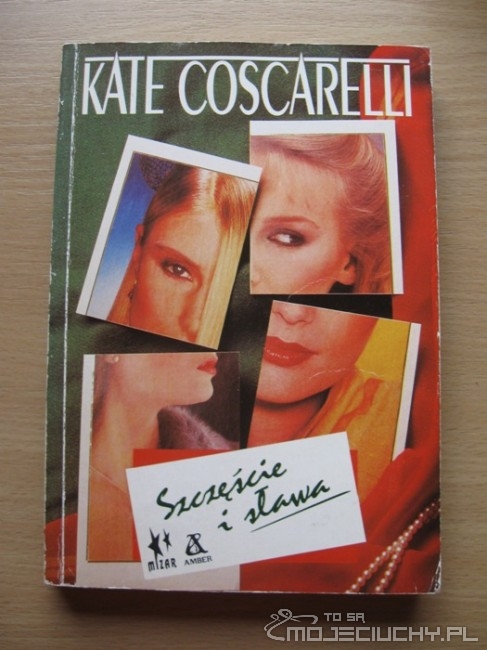 KATE COSCARELLI
Szczęście
i sława
MIZAR
AMBER
TO SĄ
MOJECIUCHY.PL